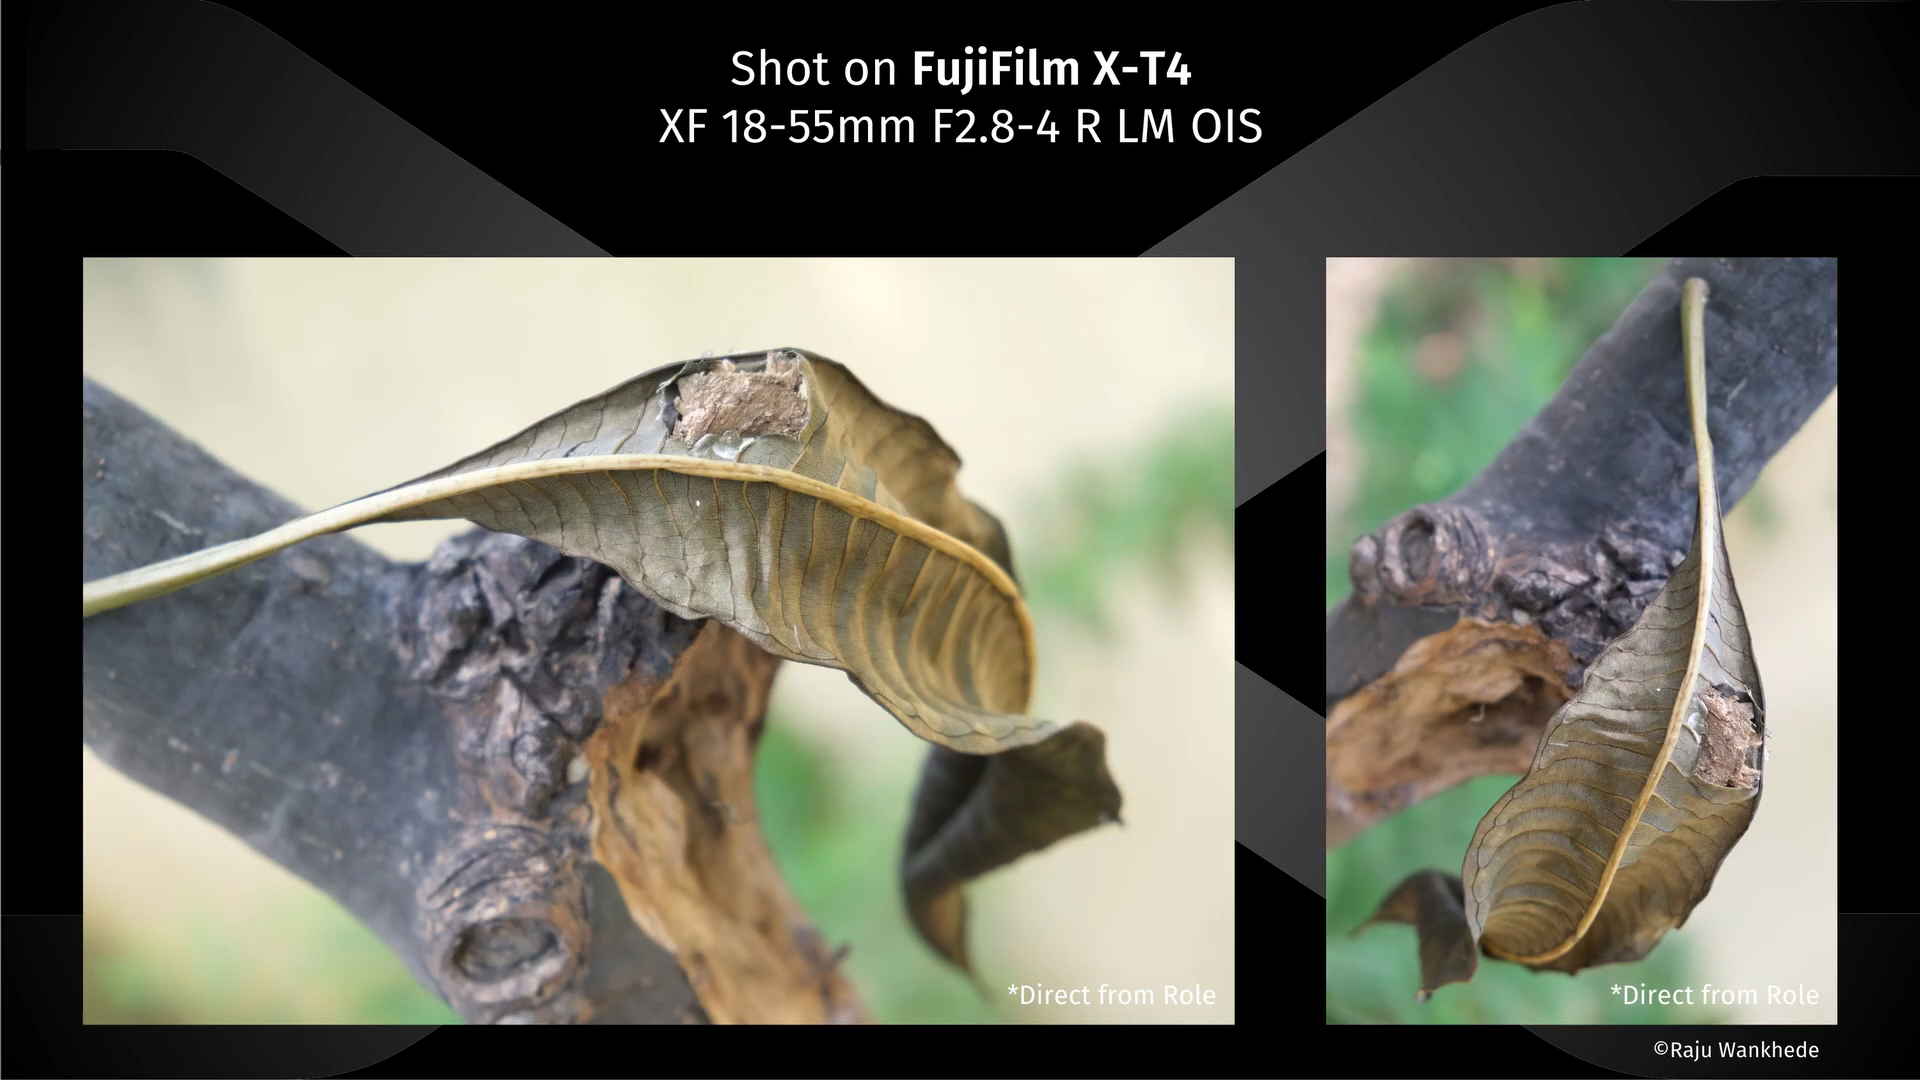 Shot on FujiFilm X-T4
XF 18-55mm F2.8-4 R LM OIS
*Direct from Role
*Direct from Role
©Raju Wankhede